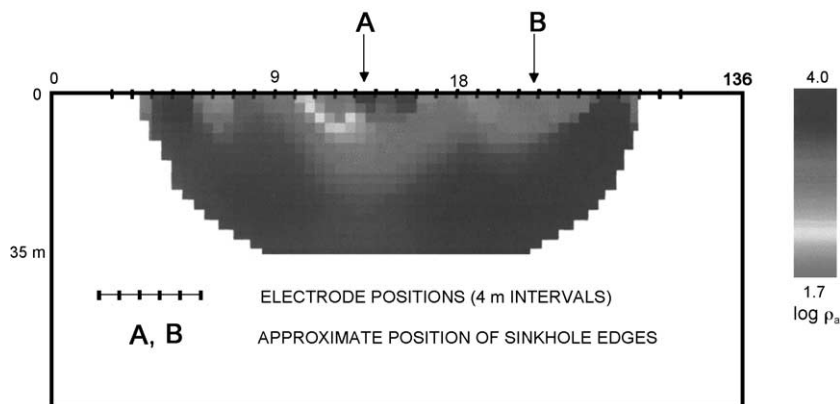 A B
0 9 18 136 4.0
0
35 m
1.7
log ρa
ELECTRODE POSITIONS (4 m INTERVALS)
A, B APPROXIMATE POSITION OF SINKHOLE EDGES